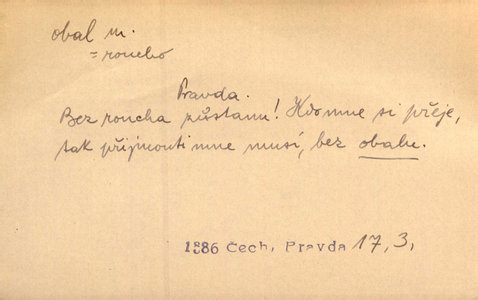 obal m.
= roucho
Pravda.
Bez roucha zůstanu! Kdo mne si přeje,
tak přijmouti mne musí, bez obalu.
1886 Čech, Pravda 17, 3,